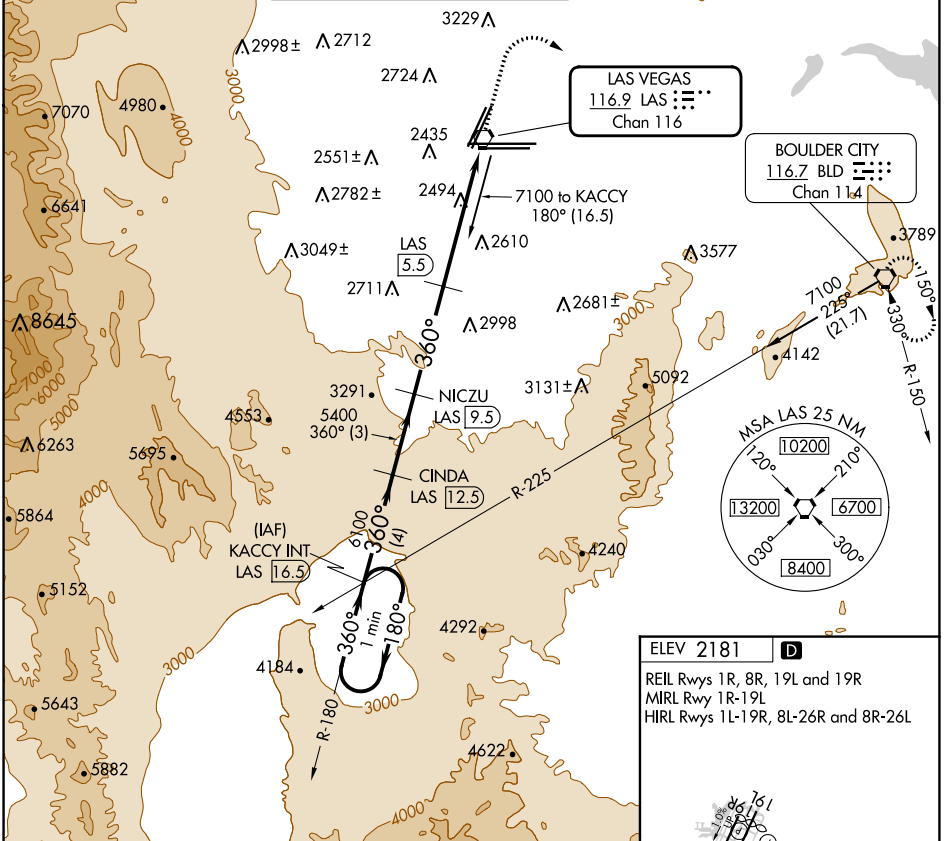 3229
2998±
2712
2724
LAS VEGAS
116.9 LAS
Chan 116
7070
4980
4000
3000
2435
2551±
BOULDER CITY
116.7 BLD
Chan 114
2782±
2494
7100 to KACCY
180° (16.5)
6641
3789
3049±
LAS
5.5
2610
3577
2711
2681±
3000
7100
225°
(21.7)
150°
330°
R-150
8645
2998
360°
4142
7000
6000
5000
3291
3131±
5092
NICZU
LAS 9.5
5400
360° (3)
4553
MSA LAS 25 NM
10200
120°
210°
13200
6700
030°
300°
8400
6263
5695
4000
CINDA
LAS 12.5
R-225
5864
6100
360°
(4)
(IAF)
KACCY INT
LAS 16.5
4240
5152
360°
1 min
180°
4292
3000
4184
3000
R-180
ELEV 2181 D
REIL Rwys 1R, 8R, 19L and 19R
MIRL Rwy 1R-19L
HIRL Rwys 1L-19R, 8L-26R and 8R-26L
5643
4622
5882
4000
19L
19R
1.0%
UP